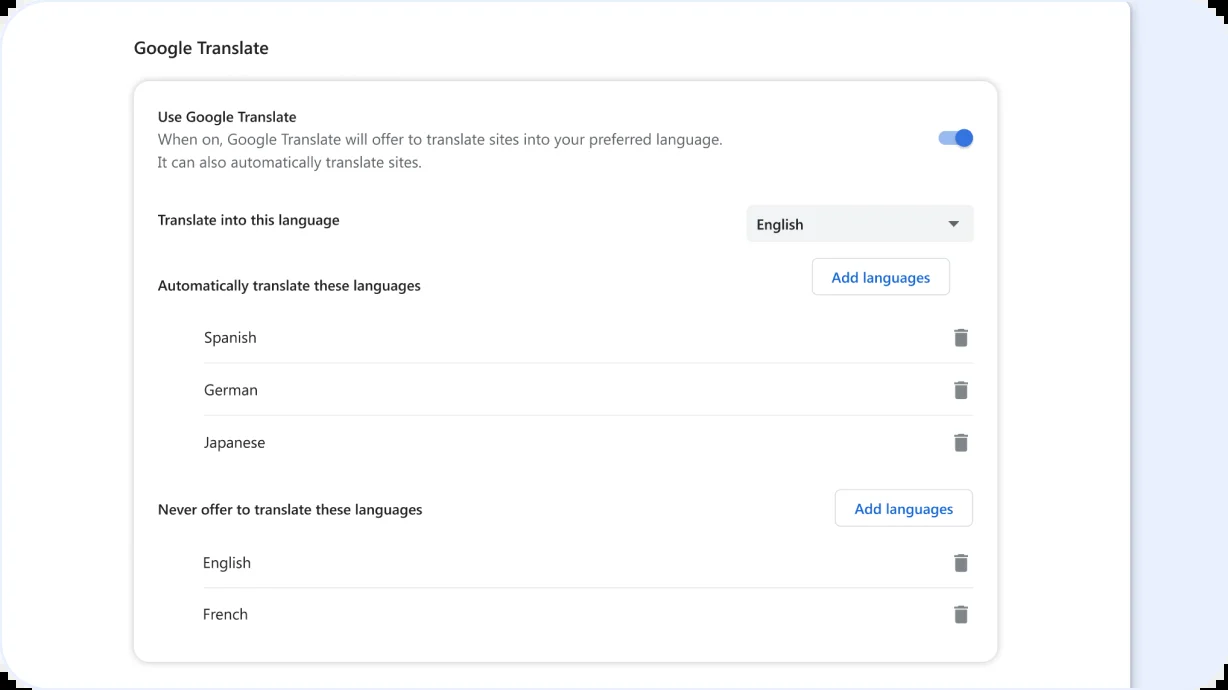 Google Translate
Use Google Translate
When on, Google Translate will offer to translate sites into your preferred language.
It can also automatically translate sites.
Translate into this language
English
Automatically translate these languages
Add languages
Spanish
German
Japanese
Never offer to translate these languages
Add languages
English
French